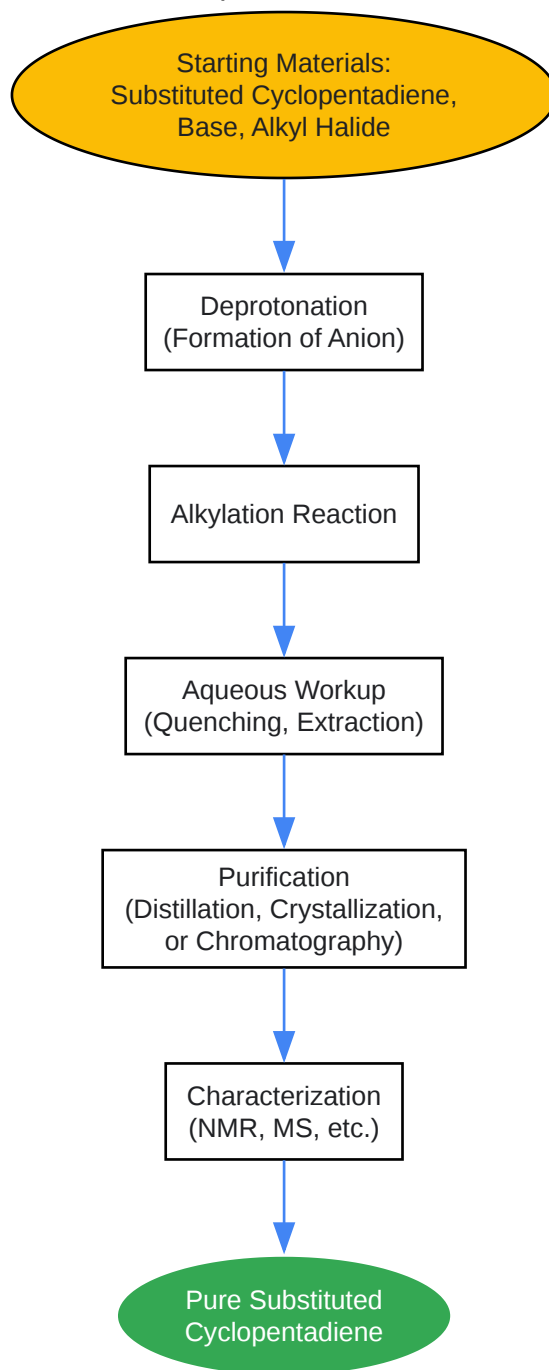 Starting Materials:
Substituted Cyclopentadiene,
Base, Alkyl Halide
Deprotonation
(Formation of Anion)
Alkylation Reaction
Aqueous Workup
(Quenching, Extraction)
Purification
(Distillation, Crystallization,
or Chromatography)
Characterization
(NMR, MS, etc.)
Pure Substituted
Cyclopentadiene